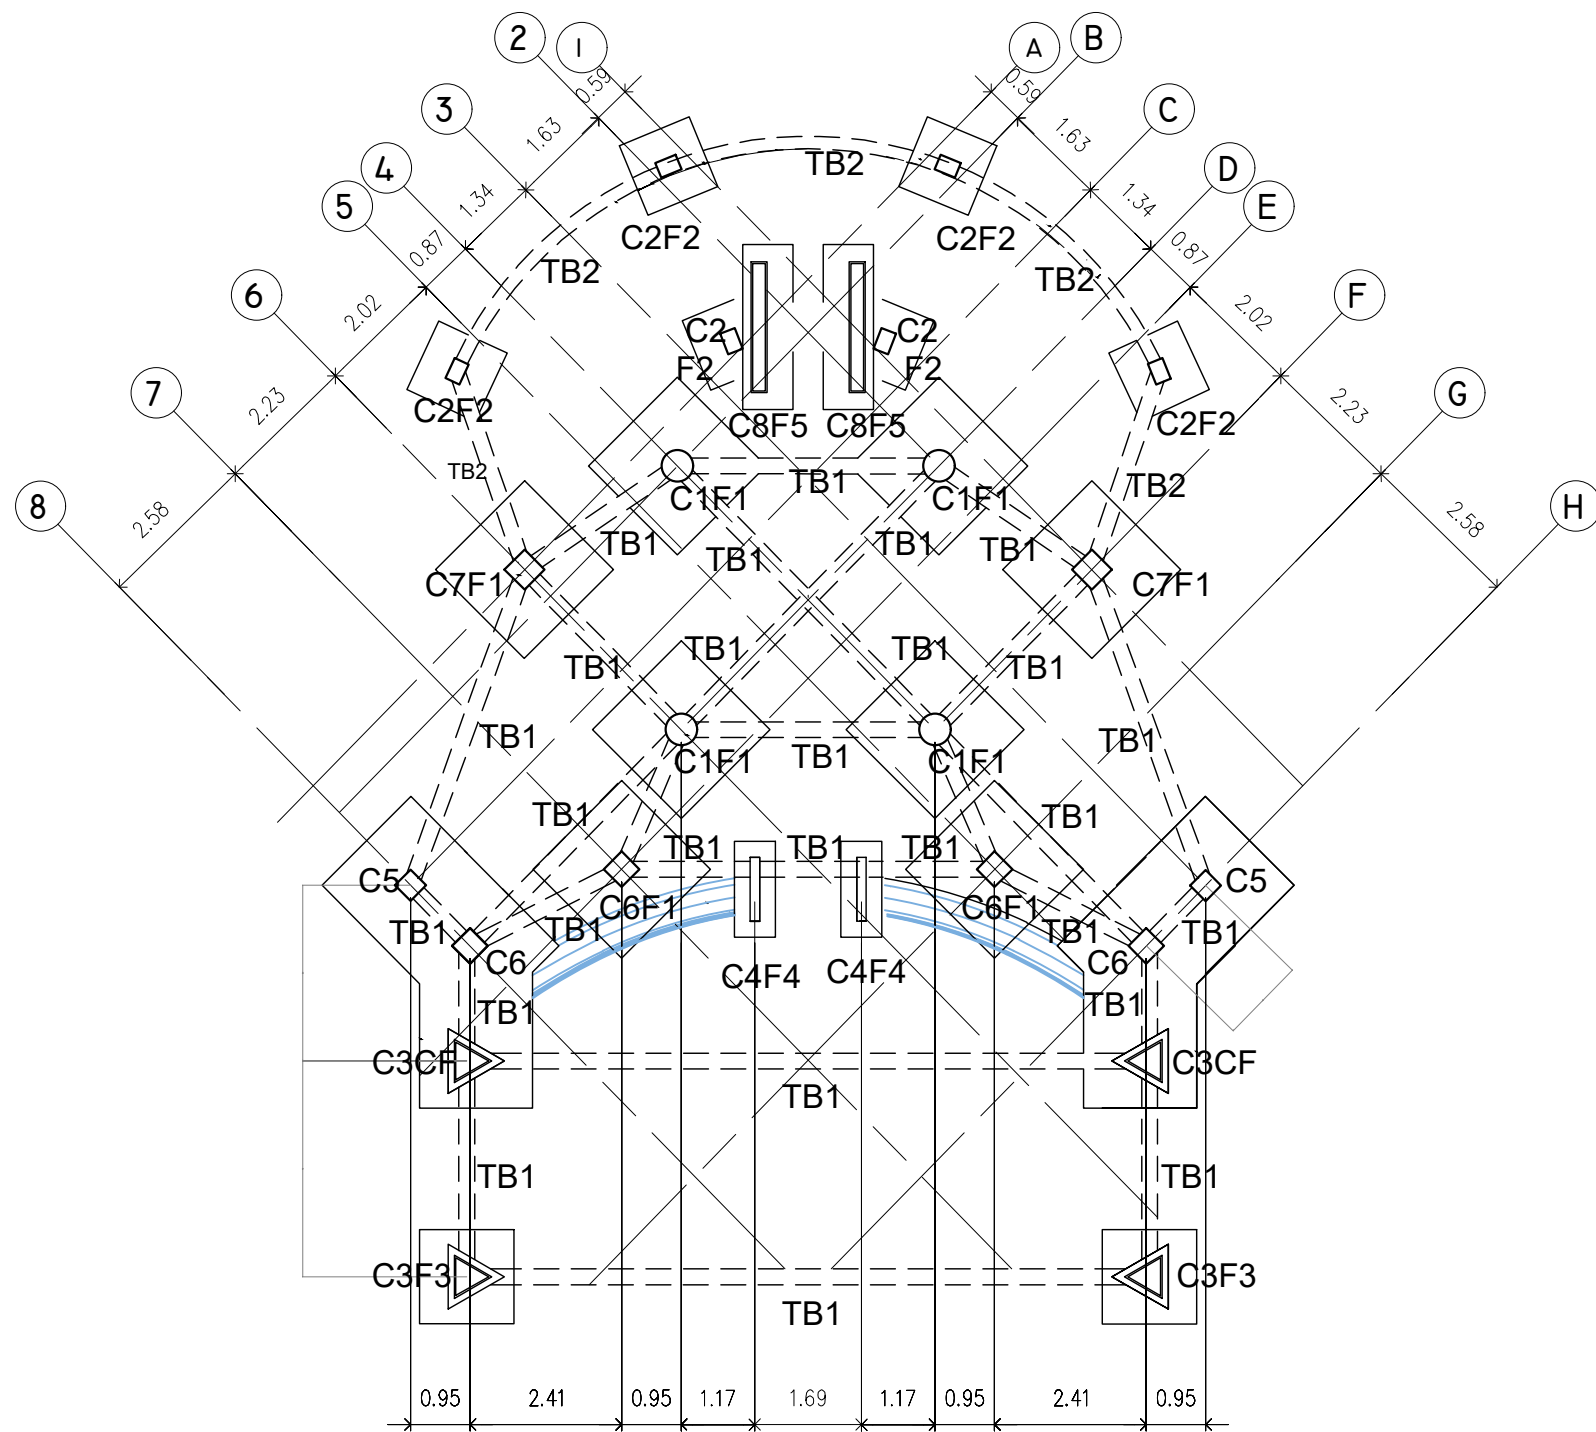 2 1 A B
0.59 0.59
3 C
1.63 1.63
4 D
TB2
1.34 1.34
5 E
C2F2 C2F2
0.87 0.87
TB2 TB2
6 F
2.02 2.02
C2 C2
F2 F2
7 G
2.23 2.23
C2F2 C2F2
C8F5 C8F5
TB2 TB1 TB2
C1F1 C1F1
8 H
2.58 2.58
TB1 TB1 TB1 TB1
C7F1 C7F1
TB1 TB1
TB1 TB1
TB1 TB1
TB1
C1F1 C1F1
TB1 TB1
TB1 TB1 TB1
C5 C5
C6F1 C6F1
TB1 TB1 TB1 TB1
C6 C6
C4F4 C4F4
TB1 TB1
C3CF C3CF
TB1
TB1 TB1
C3F3 C3F3
TB1
0.95 2.41 0.95 1.17 1.69 1.17 0.95 2.41 0.95